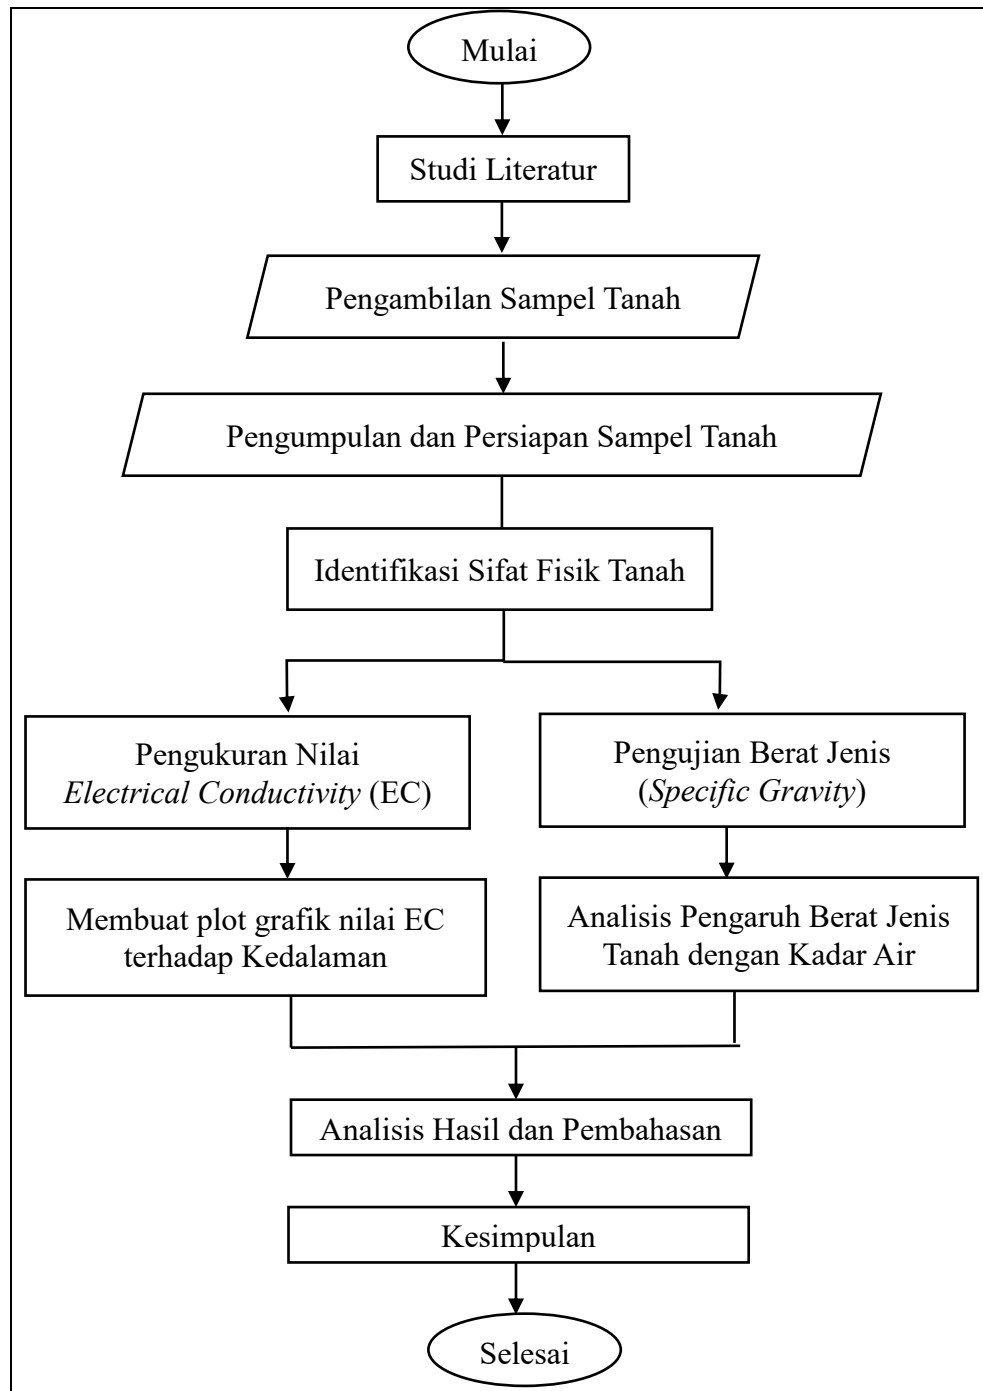 Mulai
Studi Literatur
Pengambilan Sampel Tanah
Pengumpulan dan Persiapan Sampel Tanah
Identifikasi Sifat Fisik Tanah
Pengukuran Nilai
Electrical Conductivity (EC)
Pengujian Berat Jenis
(Specific Gravity)
Membuat plot grafik nilai EC
terhadap Kedalaman
Analisis Pengaruh Berat Jenis
Tanah dengan Kadar Air
Analisis Hasil dan Pembahasan
Kesimpulan
Selesai